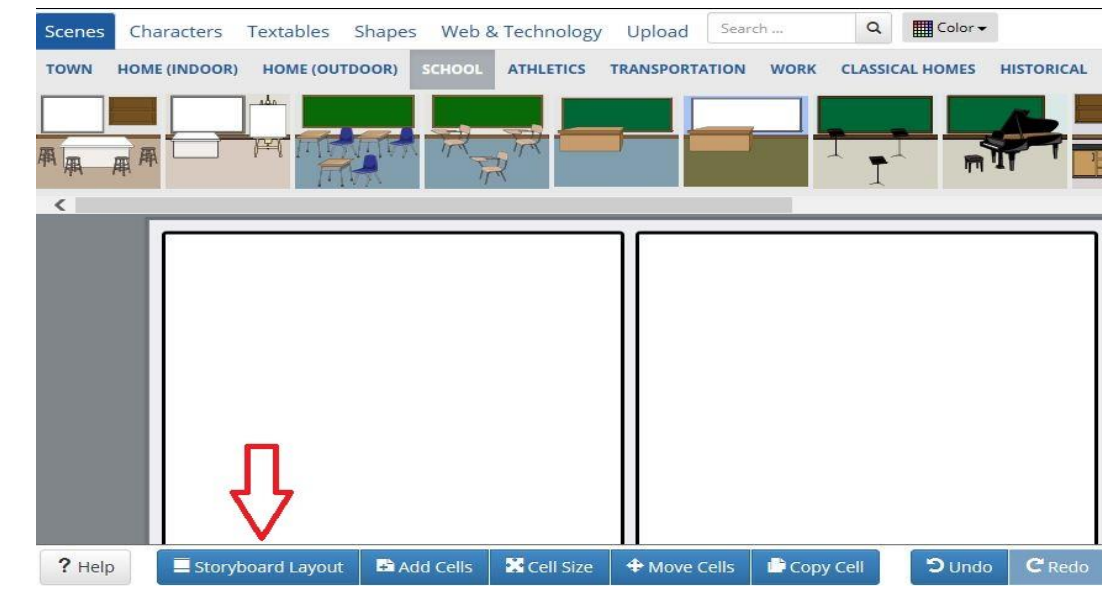 Scenes Characters Textables Shapes Web & Technology Upload Search ... Color
TOWN HOME (INDOOR) HOME (OUTDOOR) SCHOOL ATHLETICS TRANSPORTATION WORK CLASSICAL HOMES HISTORICAL
? Help Storyboard Layout Add Cells Cell Size Move Cells Copy Cell Undo Redo